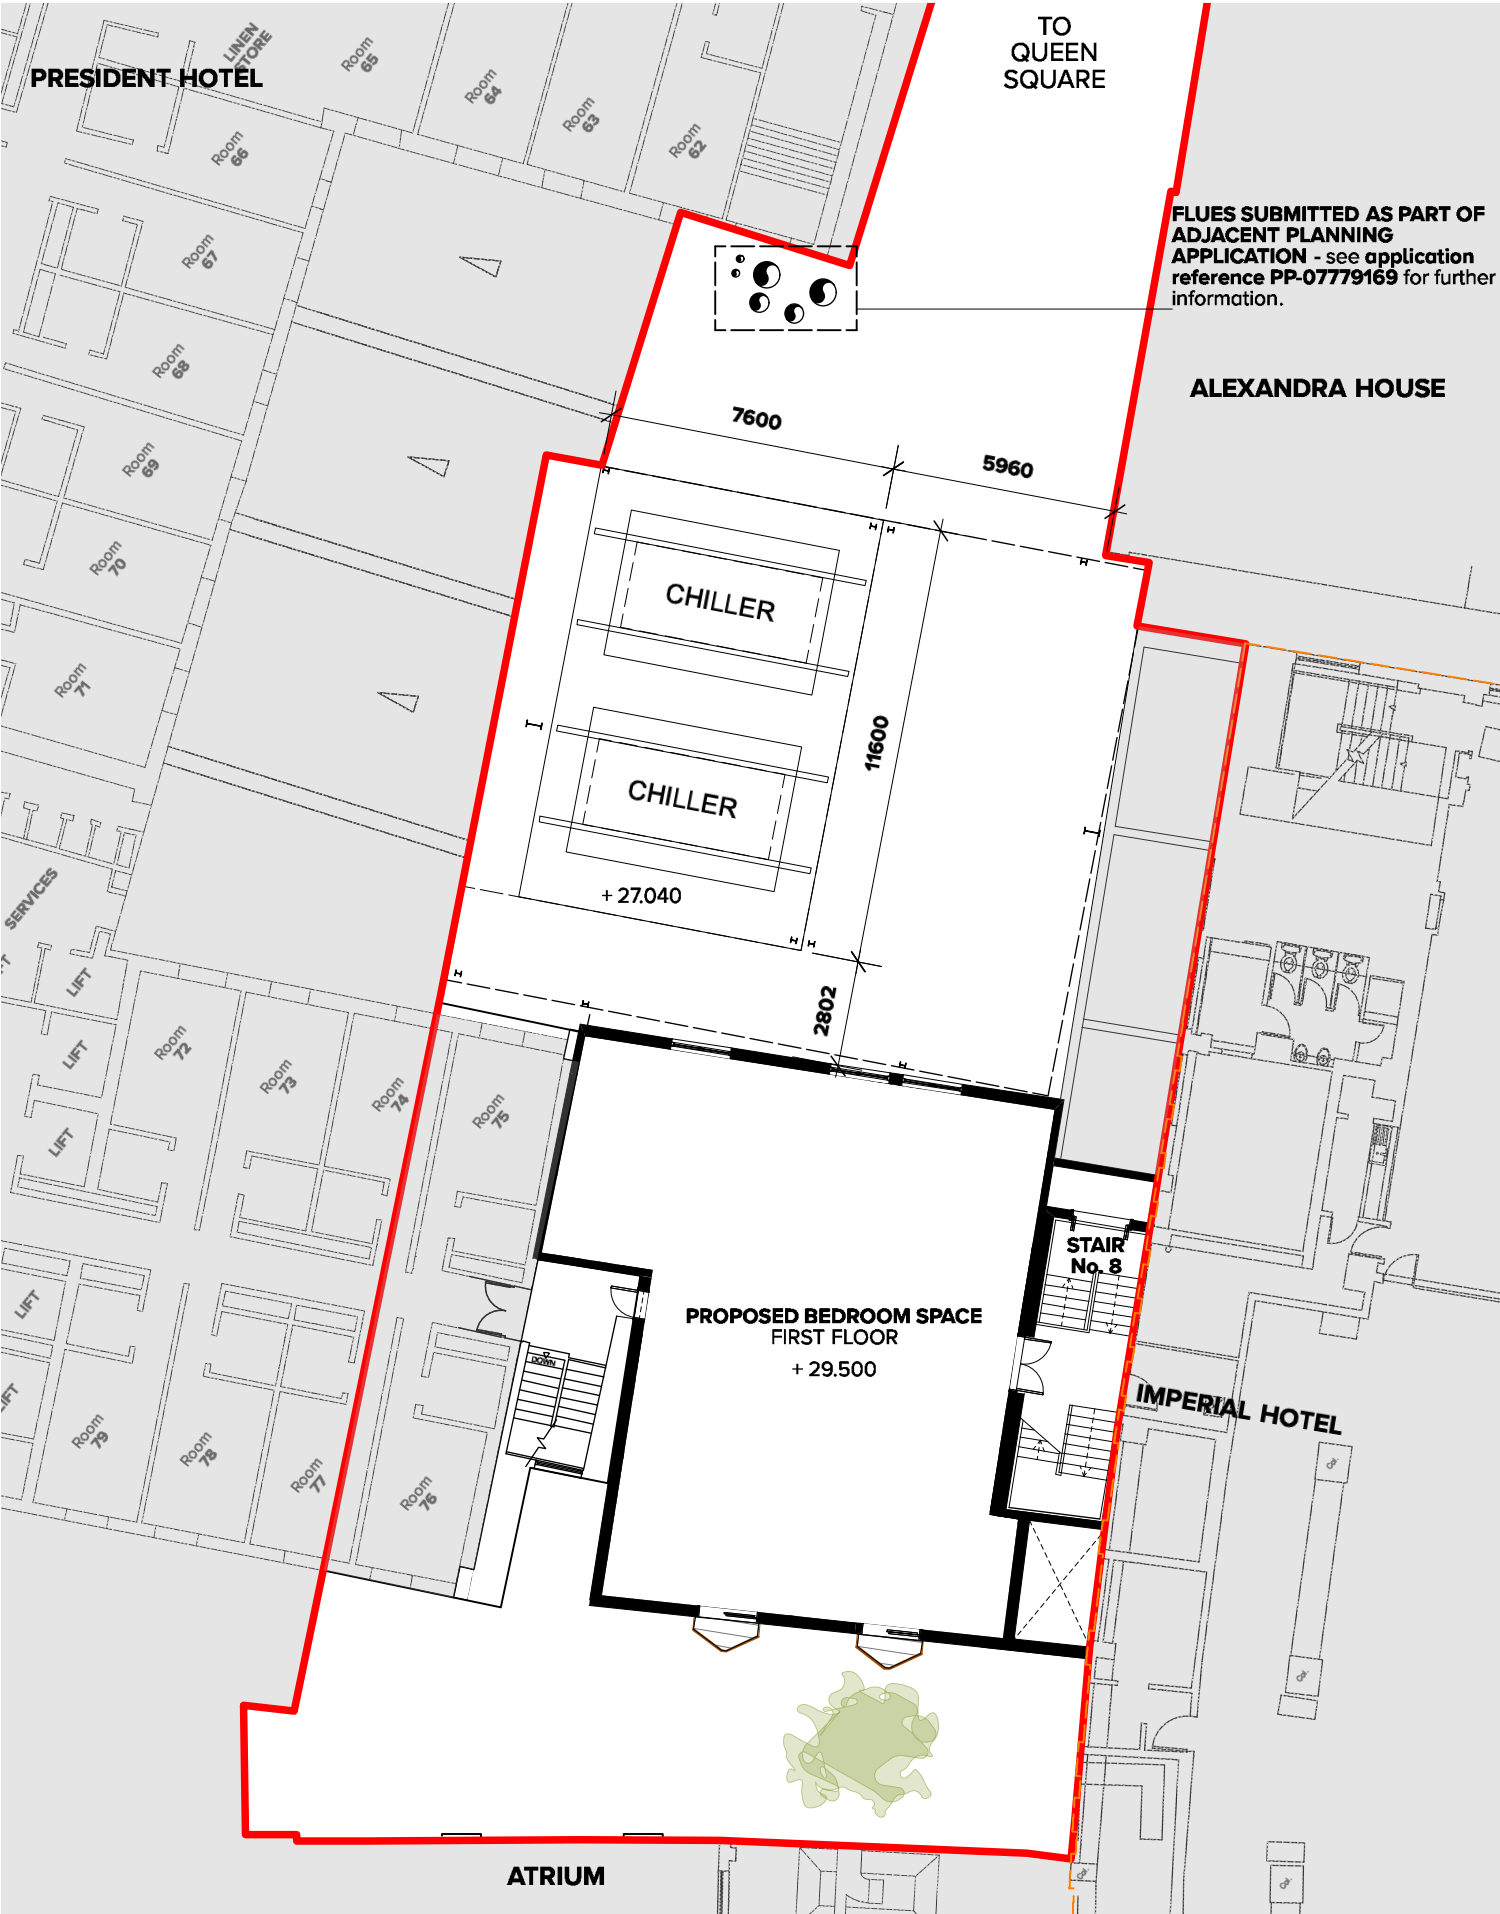 TO
QUEEN
SQUARE
PRESIDENT HOTEL
LINEN
STORE
Room
65
Room
64
Room
63
Room
62
Room
66
Room
67
Room
68
Room
69
Room
70
Room
71
FLUES SUBMITTED AS PART OF
ADJACENT PLANNING
APPLICATION - see application
reference PP-07779169 for further
information.
ALEXANDRA HOUSE
7600
5960
CHILLER
CHILLER
11600
+ 27.040
2802
SERVICES
LIFT
LIFT
LIFT
LIFT
Room
72
Room
73
Room
74
Room
75
STAIR
No. 8
PROPOSED BEDROOM SPACE
FIRST FLOOR
+ 29.500
DOWN
IMPERIAL HOTEL
Room
79
Room
78
Room
77
Room
76
Col.
Col.
Col.
Col.
ATRIUM